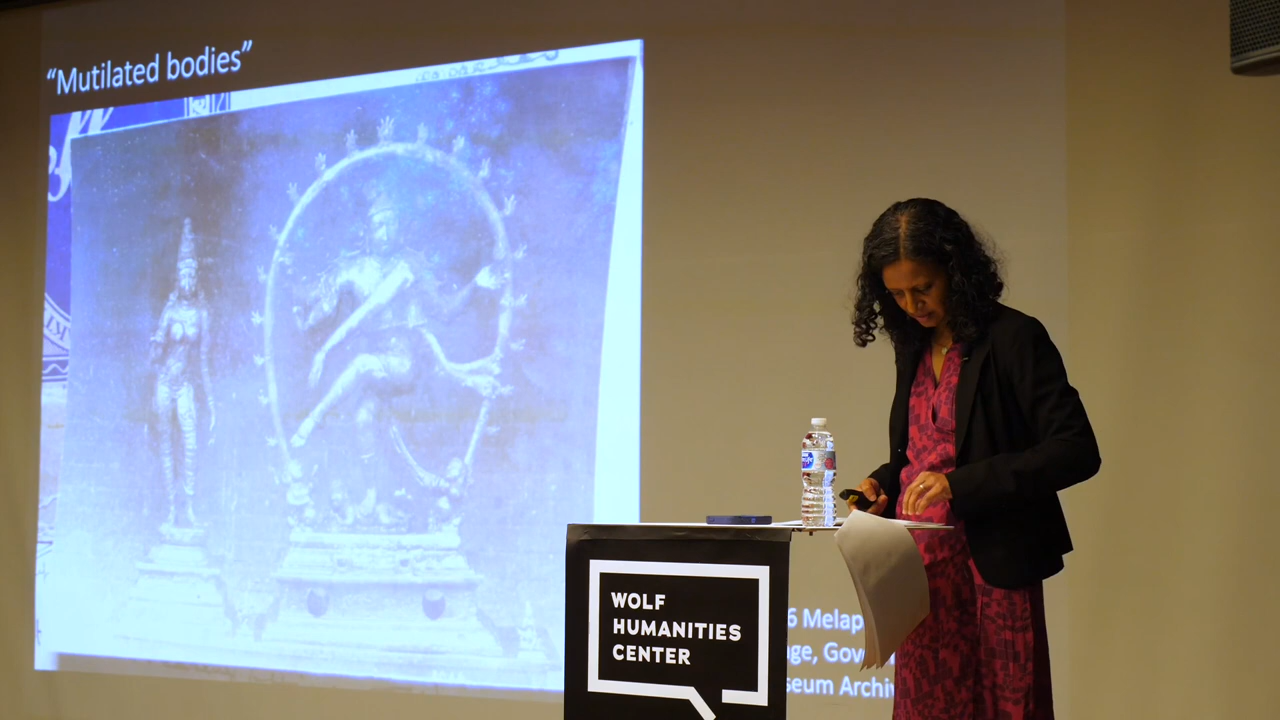 “Mutilated bodies”
WOLF
HUMANITIES
CENTER
6 Melap
ge, Gov
seum Archiv